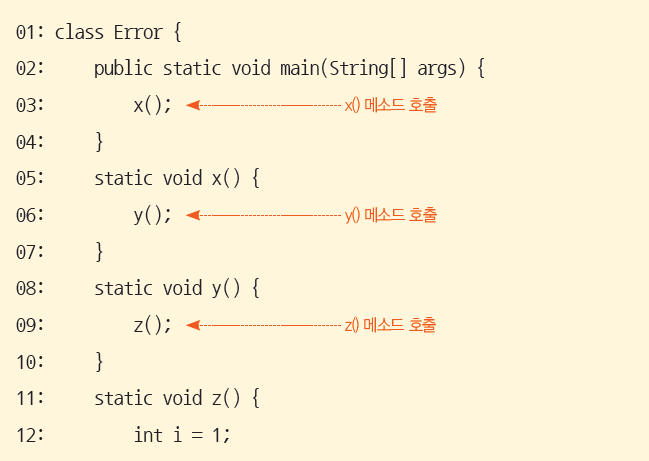 01: class Error {
02:     public static void main(String[] args) {
03:         x(); x() 메소드 호출
04:     }
05:     static void x() {
06:         y(); y() 메소드 호출
07:     }
08:     static void y() {
09:         z(); z() 메소드 호출
10:     }
11:     static void z() {
12:         int i = 1;